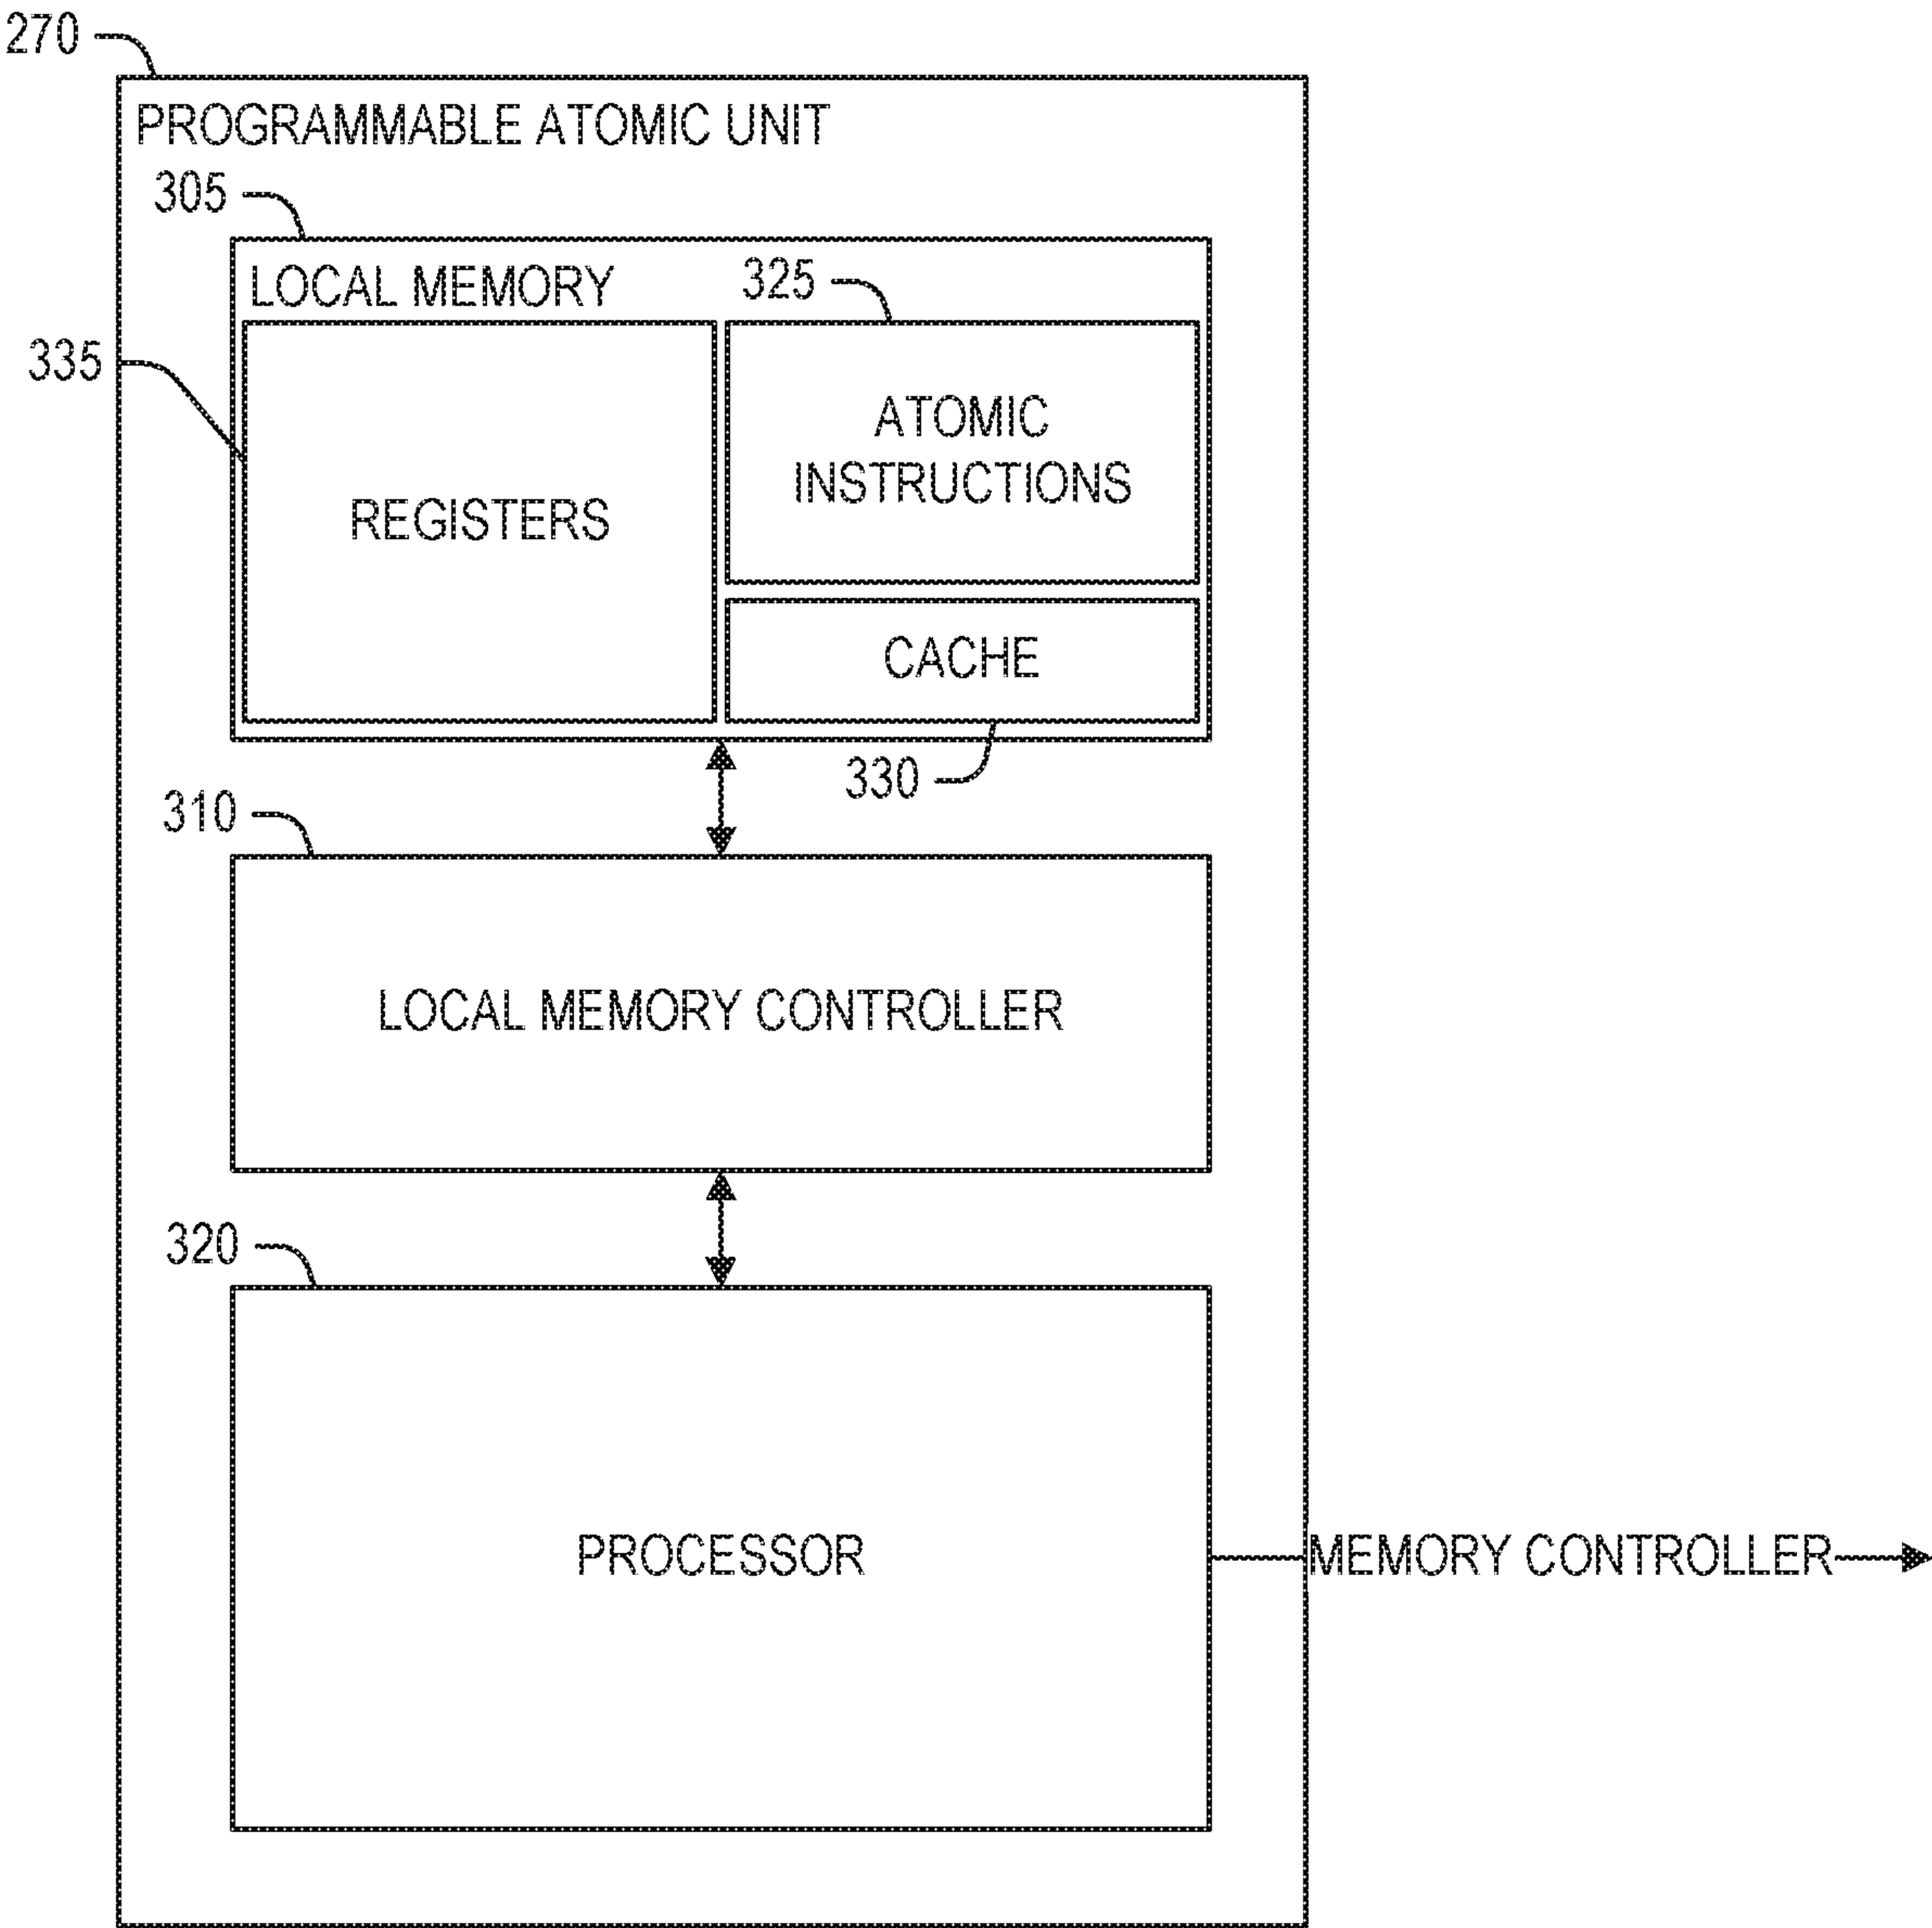 270
PROGRAMMABLE ATOMIC UNIT
305
LOCAL MEMORY
325
335
REGISTERS
ATOMIC
INSTRUCTIONS
CACHE
330
310
LOCAL MEMORY CONTROLLER
320
PROCESSOR
MEMORY CONTROLLER